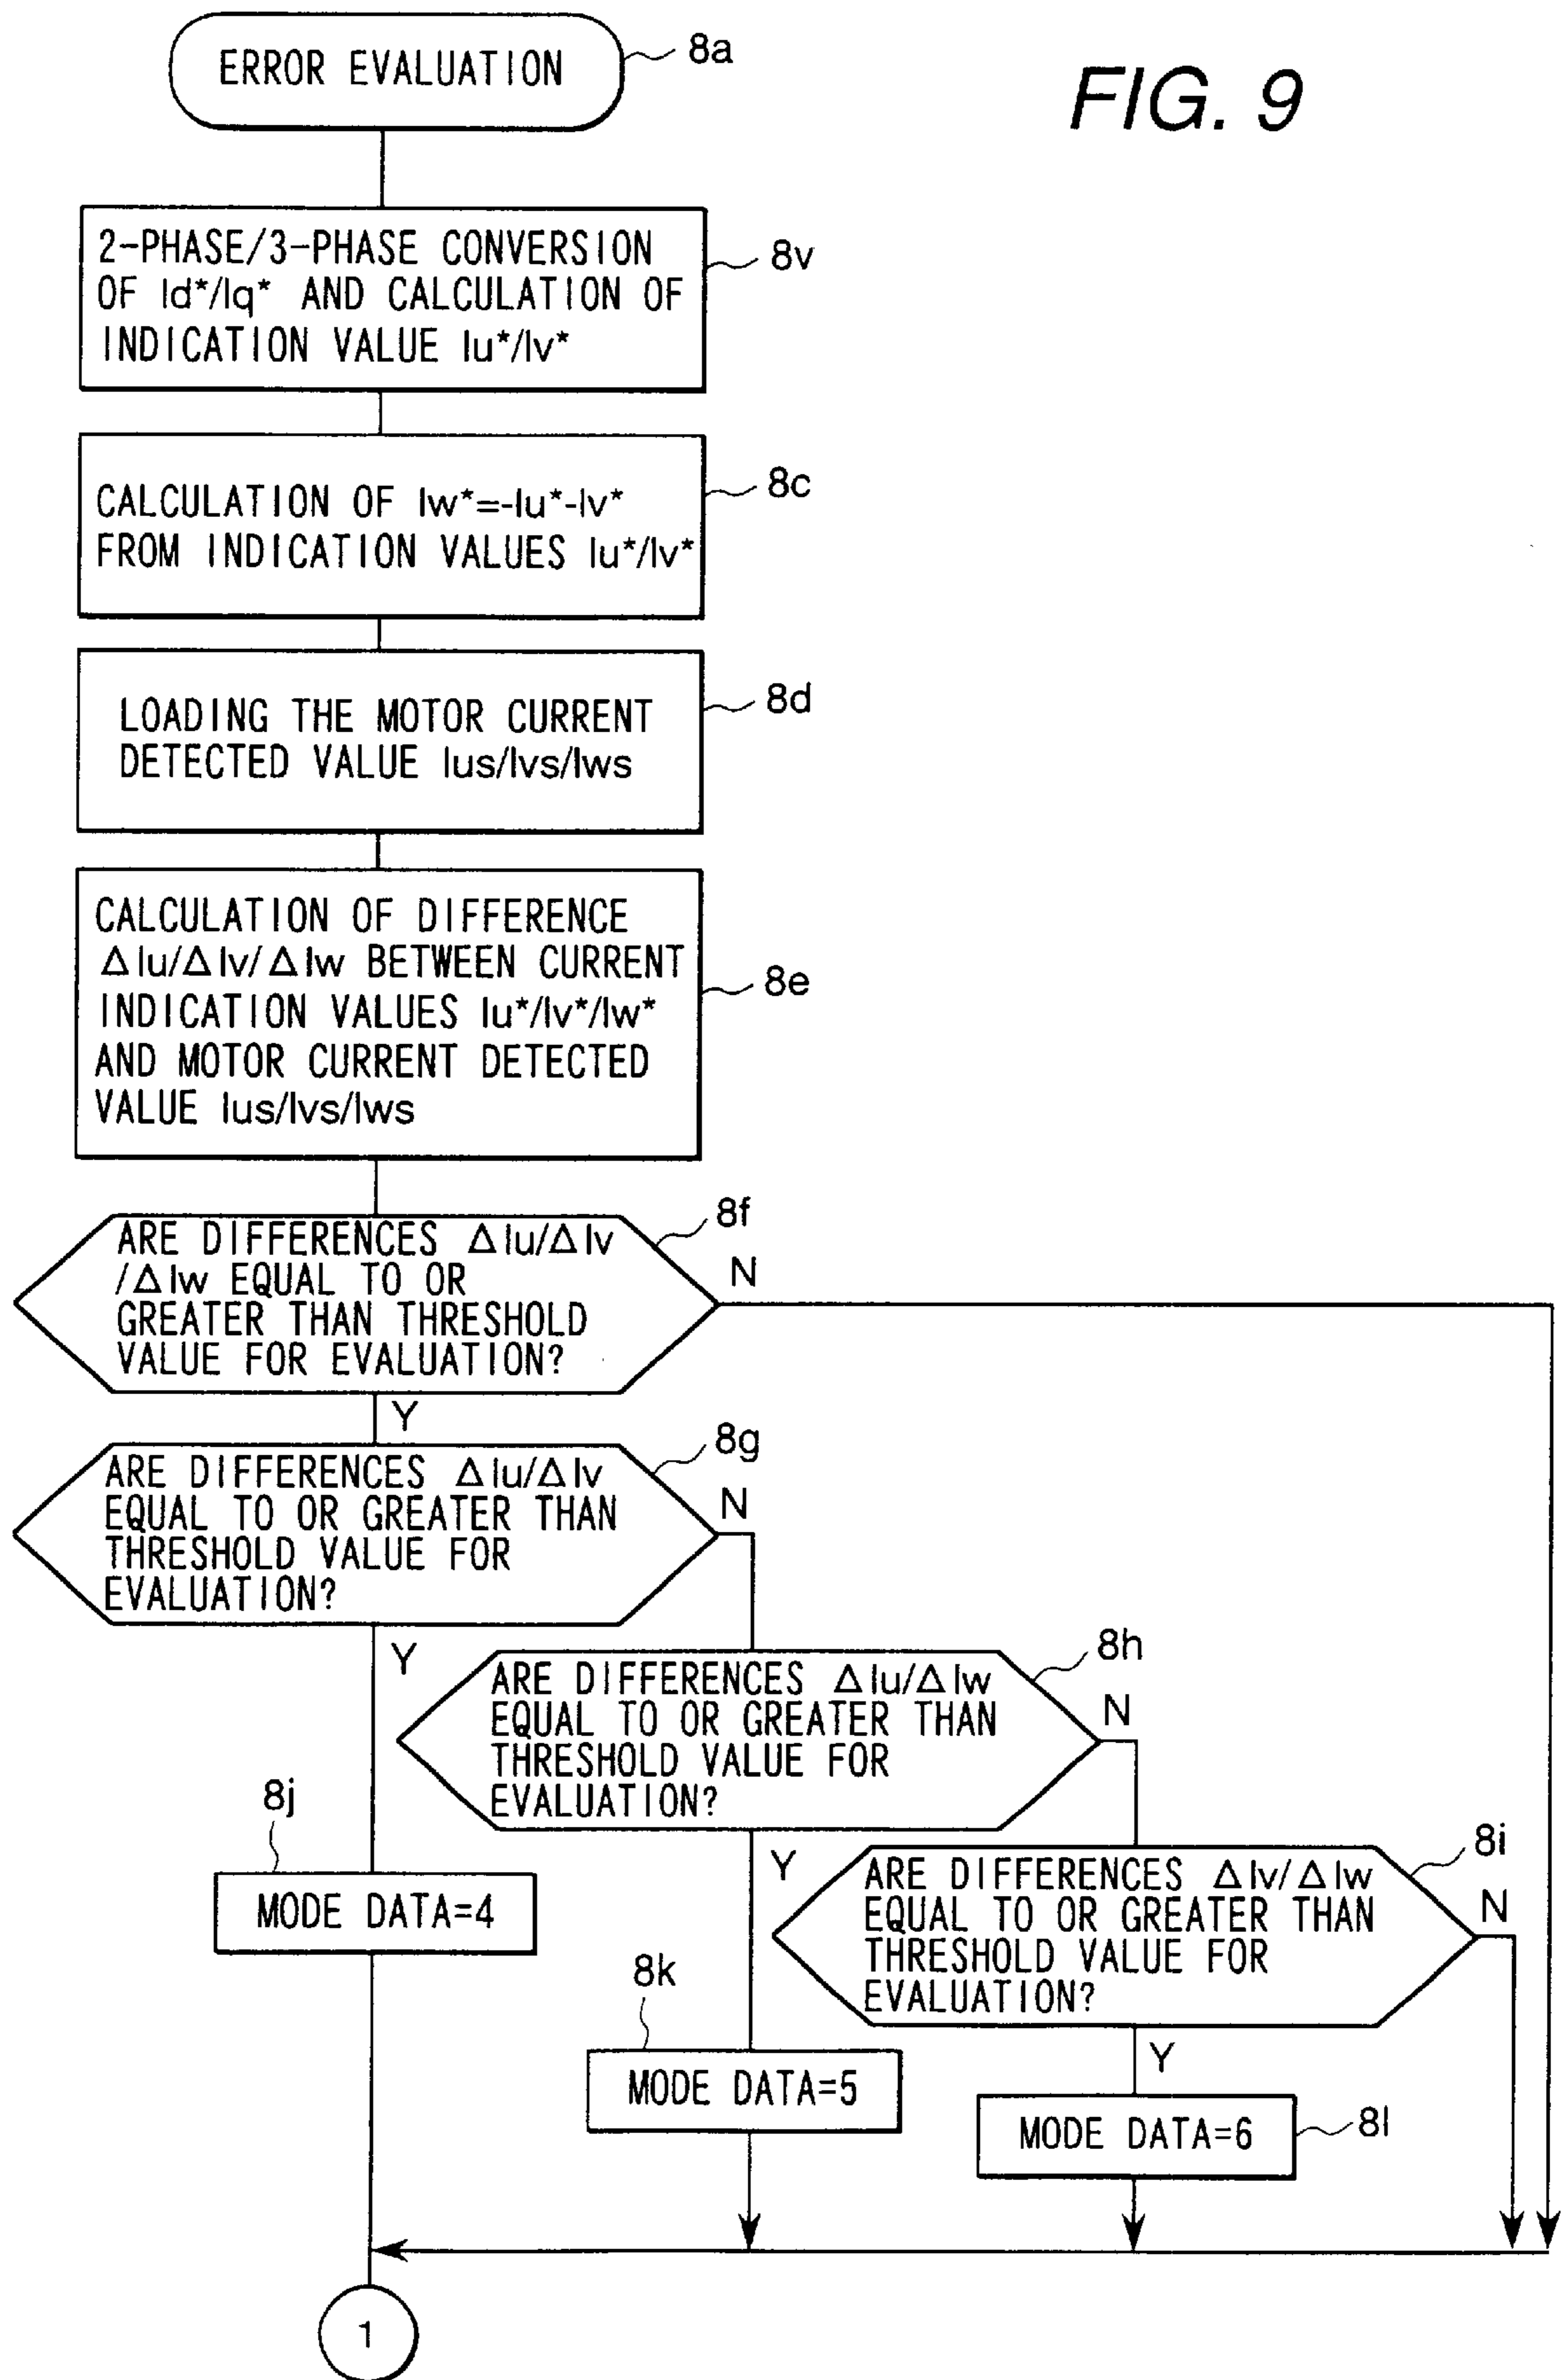 ERROR EVALUATION
8a
FIG. 9
2-PHASE/3-PHASE CONVERSION
OF Id*/Iq* AND CALCULATION OF
INDICATION VALUE Iu*/Iv*
8v
CALCULATION OF Iw*=-Iu*-Iv*
FROM INDICATION VALUES Iu*/Iv*
8c
LOADING THE MOTOR CURRENT
DETECTED VALUE Ius/Ivs/Iws
8d
CALCULATION OF DIFFERENCE
ΔIu/ΔIv/ΔIw BETWEEN CURRENT
INDICATION VALUES Iu*/Iv*/Iw*
AND MOTOR CURRENT DETECTED
VALUE Ius/Ivs/Iws
8e
ARE DIFFERENCES ΔIu/ΔIv
/ΔIw EQUAL TO OR
GREATER THAN THRESHOLD
VALUE FOR EVALUATION?
8f
N
Y
ARE DIFFERENCES ΔIu/ΔIv
EQUAL TO OR GREATER THAN
THRESHOLD VALUE FOR
EVALUATION?
8g
N
Y
ARE DIFFERENCES ΔIu/ΔIw
EQUAL TO OR GREATER THAN
THRESHOLD VALUE FOR
EVALUATION?
8h
N
8j
MODE DATA=4
Y
ARE DIFFERENCES ΔIv/ΔIw
EQUAL TO OR GREATER THAN
THRESHOLD VALUE FOR
EVALUATION?
8i
N
8k
MODE DATA=5
Y
MODE DATA=6
8l
1